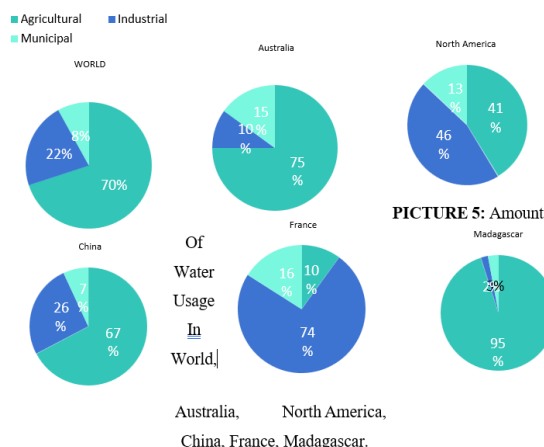 Agricultural Industrial
Municipal
WORLD
8%
22%
70%
Australia
15
%
10
%
75
%
North America
13
%
41
%
46
%
PICTURE 5: Amount
China
7
%
26
%
67
%
Of
Water
Usage
In
World,
France
16
%
10
%
74
%
Madagascar
95
%
Australia, North America,
China, France, Madagascar.